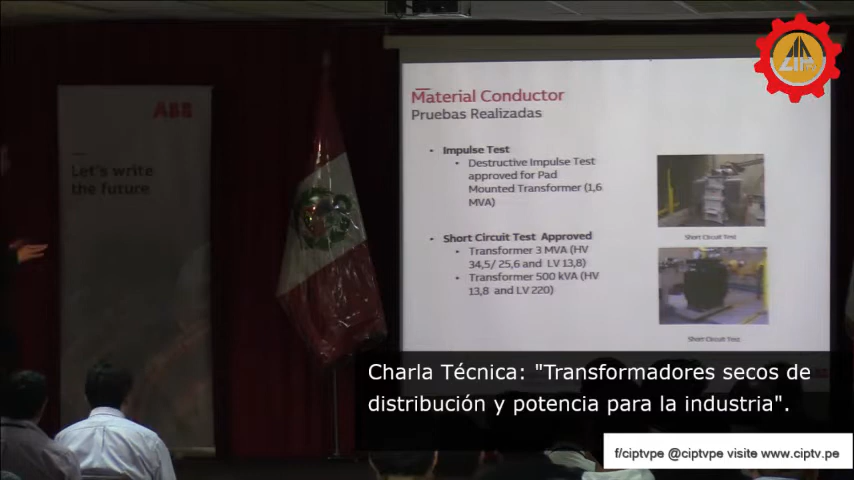 ABB
Let's write
the future
Material Conductor
Pruebas Realizadas
• Impulse Test
• Destructive Impulse Test
approved for Pad
Mounted Transformer (1,6
MVA)
• Short Circuit Test Approved
• Transformer 3 MVA (HV
34,5/ 25,6 and LV 13,8)
• Transformer 500 kVA (HV
13,8 and LV 220)
Short Circuit Test
Short Circuit Test
Charla Técnica: "Transformadores secos de
distribución y potencia para la industria".
f/ciptvpe @ciptvpe visite www.ciptv.pe